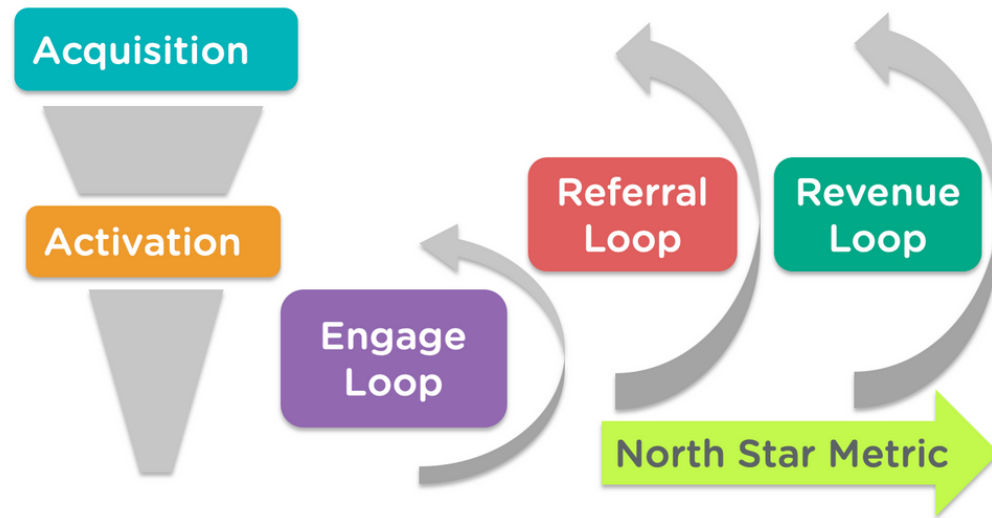 Acquisition
Activation
Engage
Loop
Referral
Loop
Revenue
Loop
North Star Metric